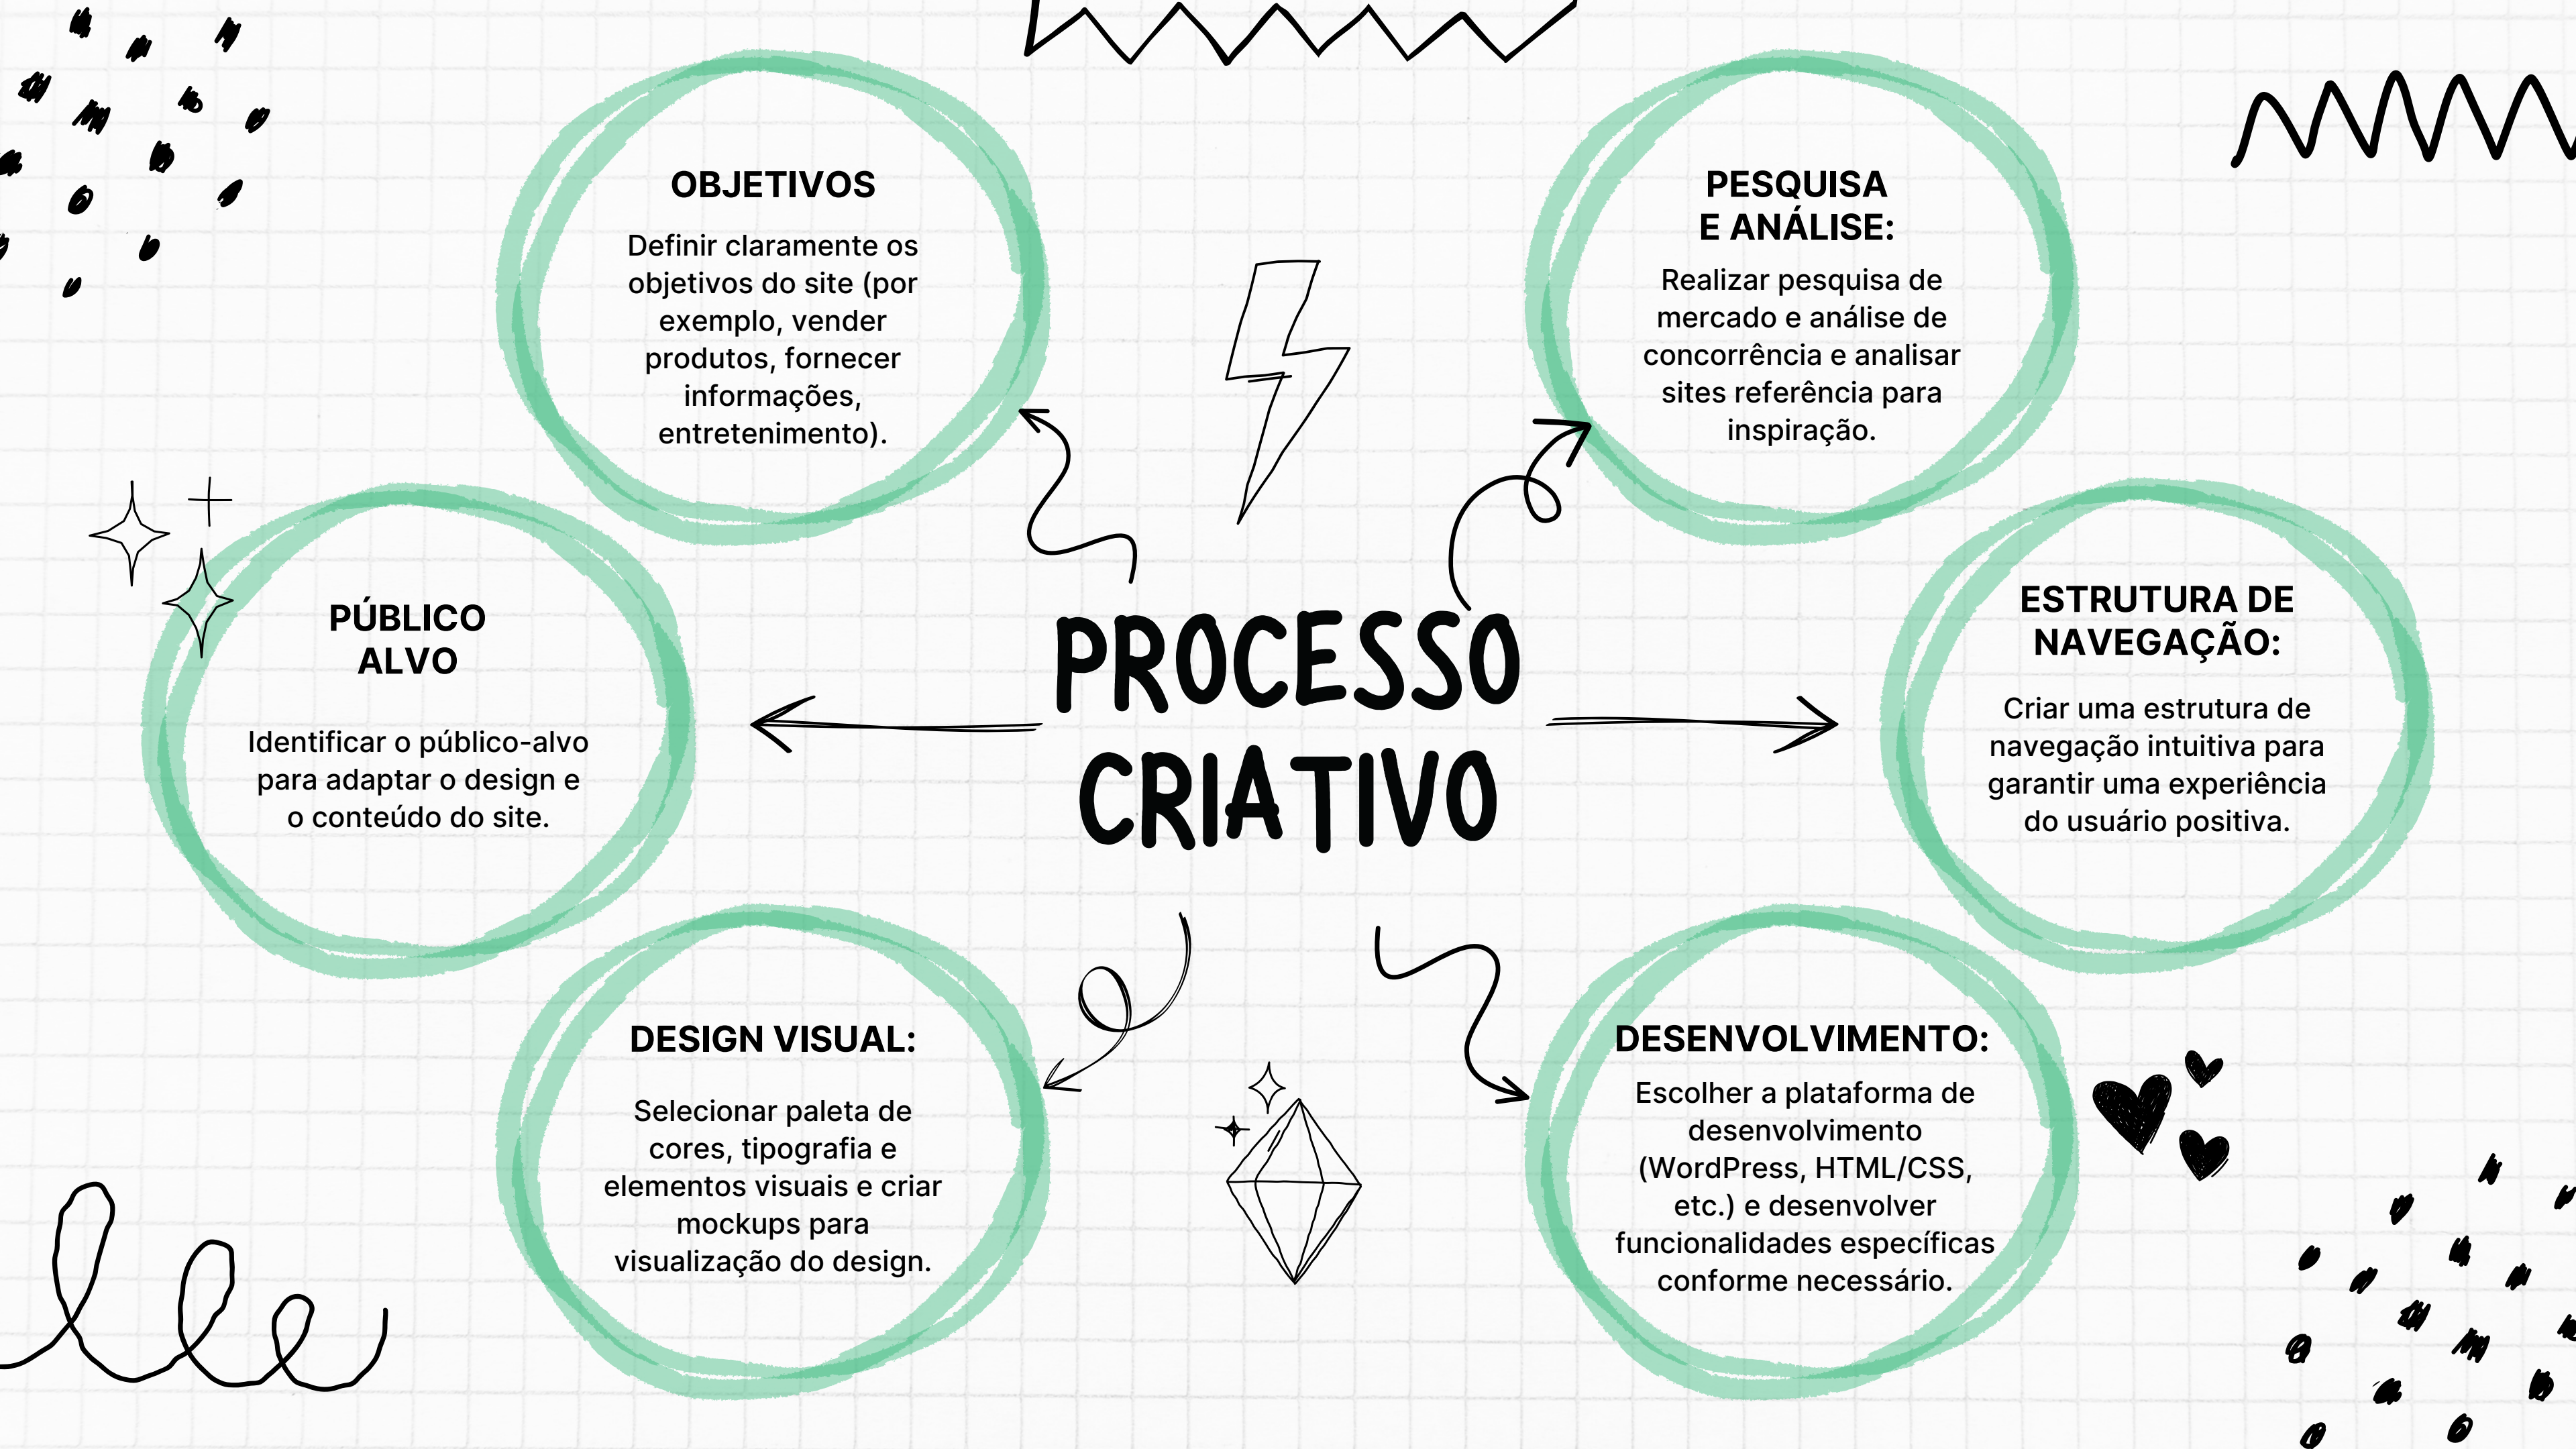 OBJETIVOS
Definir claramente os
objetivos do site (por
exemplo, vender
produtos, fornecer
informações,
entretenimento).
PESQUISA
E ANÁLISE:
Realizar pesquisa de
mercado e análise de
concorrência e analisar
sites referência para
inspiração.
PÚBLICO
ALVO
Identificar o público-alvo
para adaptar o design e
o conteúdo do site.
PROCESSO
CRIATIVO
ESTRUTURA DE
NAVEGAÇÃO:
Criar uma estrutura de
navegação intuitiva para
garantir uma experiência
do usuário positiva.
DESIGN VISUAL:
Selecionar paleta de
cores, tipografia e
elementos visuais e criar
mockups para
visualização do design.
DESENVOLVIMENTO:
Escolher a plataforma de
desenvolvimento
(WordPress, HTML/CSS,
etc.) e desenvolver
funcionalidades específicas
conforme necessário.